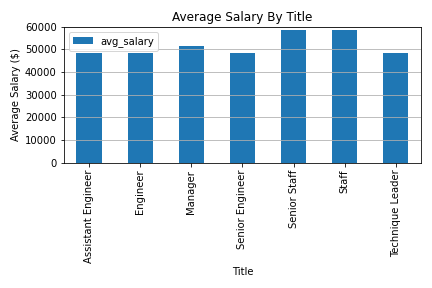 Average Salary By Title
avg_salary
Average Salary ($)
60000
50000
40000
30000
20000
10000
0
Assistant Engineer
Engineer
Manager
Senior Engineer
Senior Staff
Staff
Technique Leader
Title